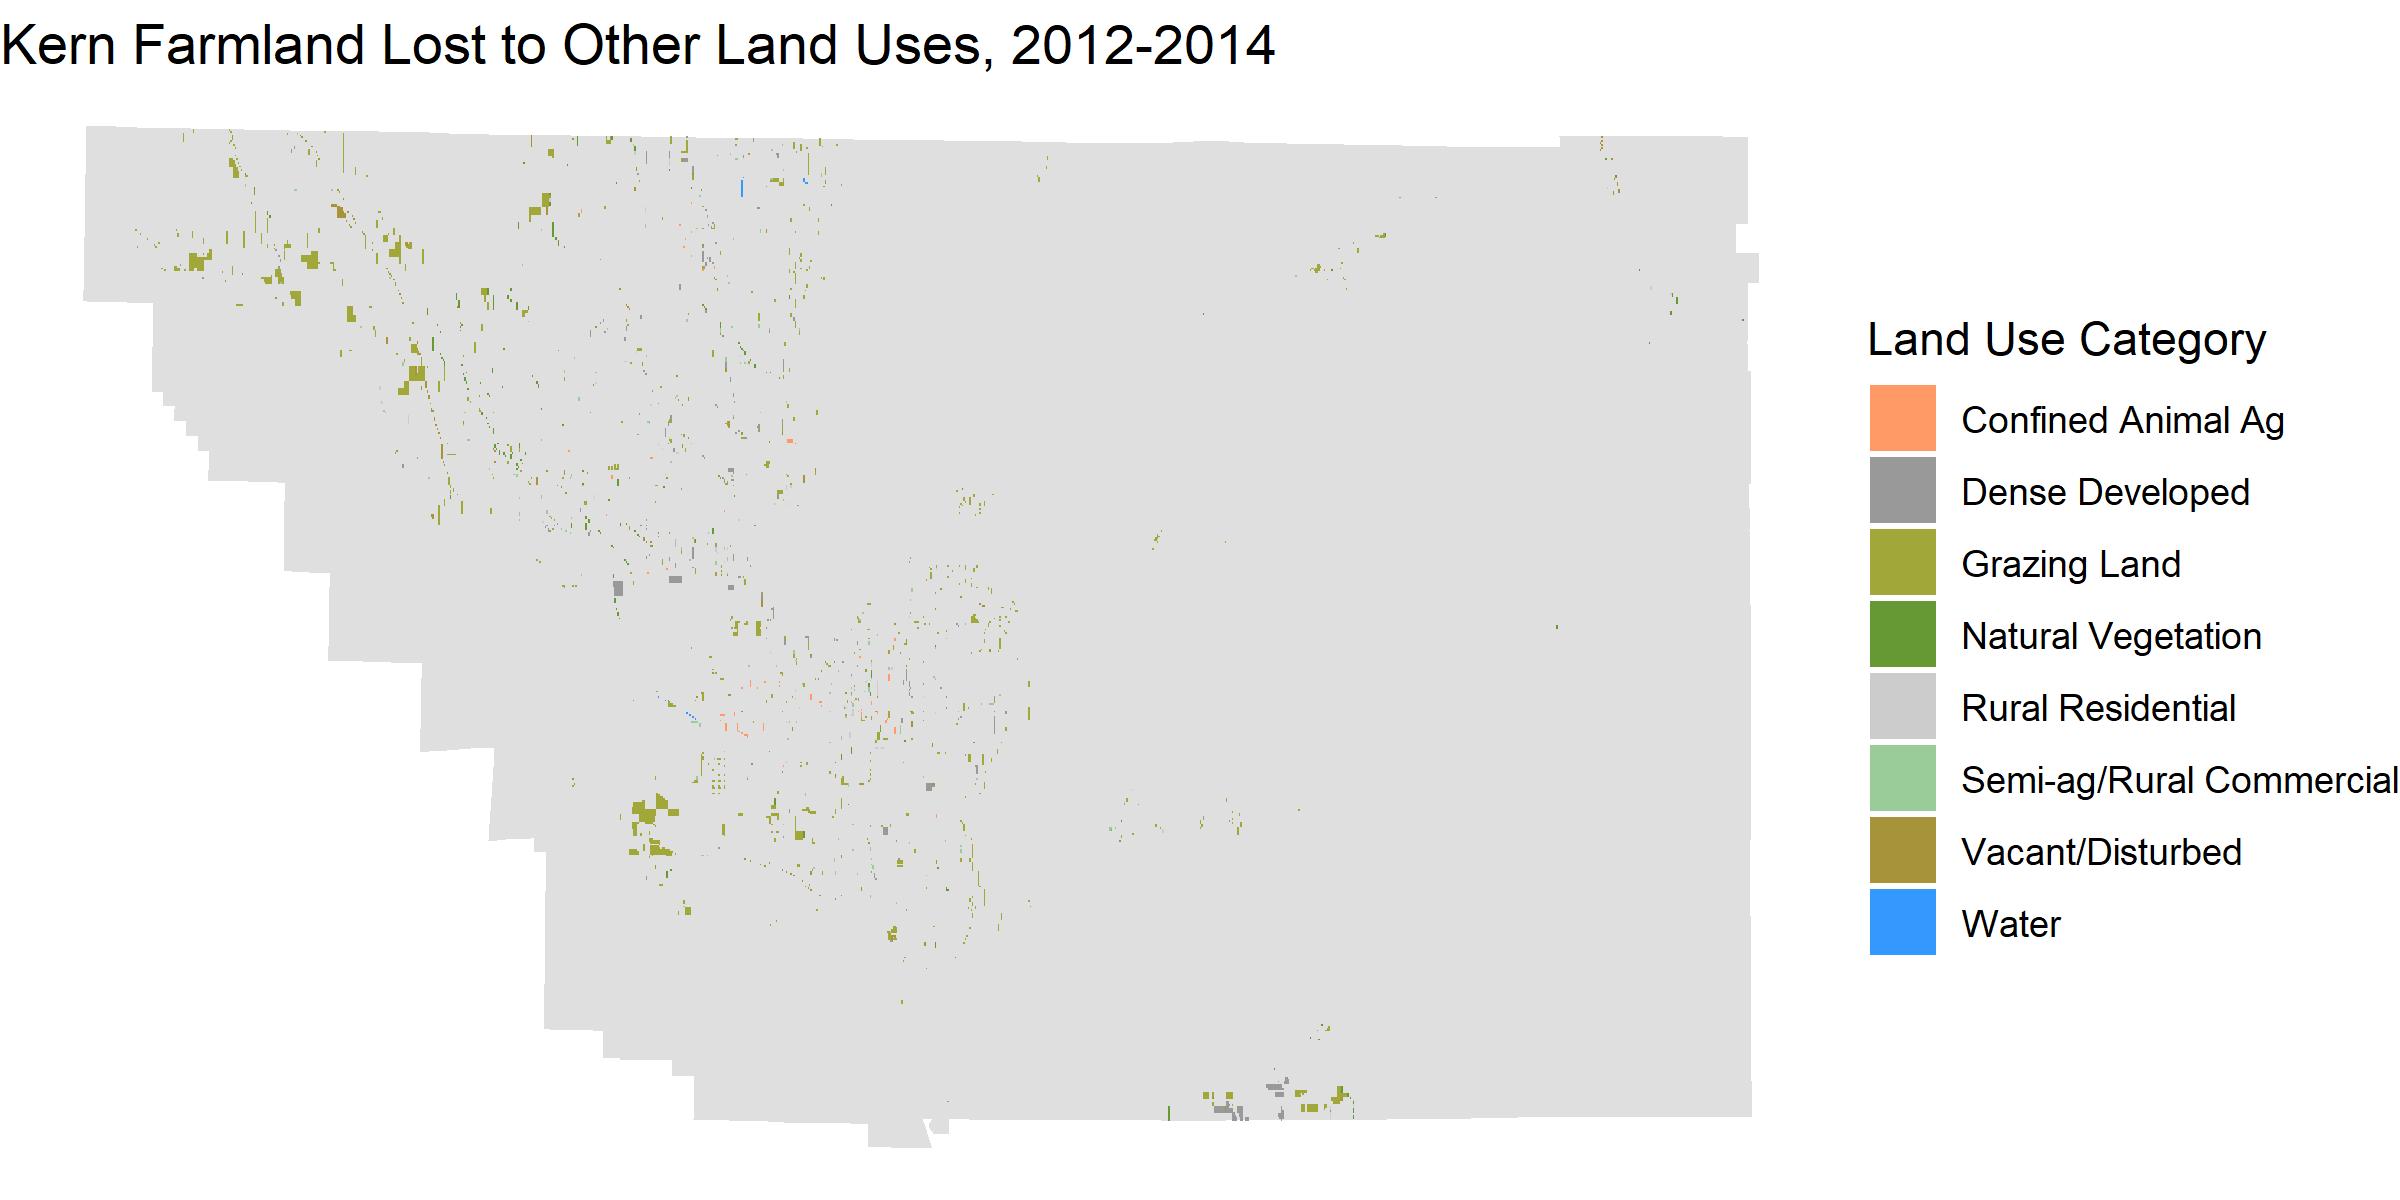 Kern Farmland Lost to Other Land Uses, 2012-2014
Land Use Category
Confined Animal Ag
Dense Developed
Grazing Land
Natural Vegetation
Rural Residential
Semi-ag/Rural Commercial
Vacant/Disturbed
Water